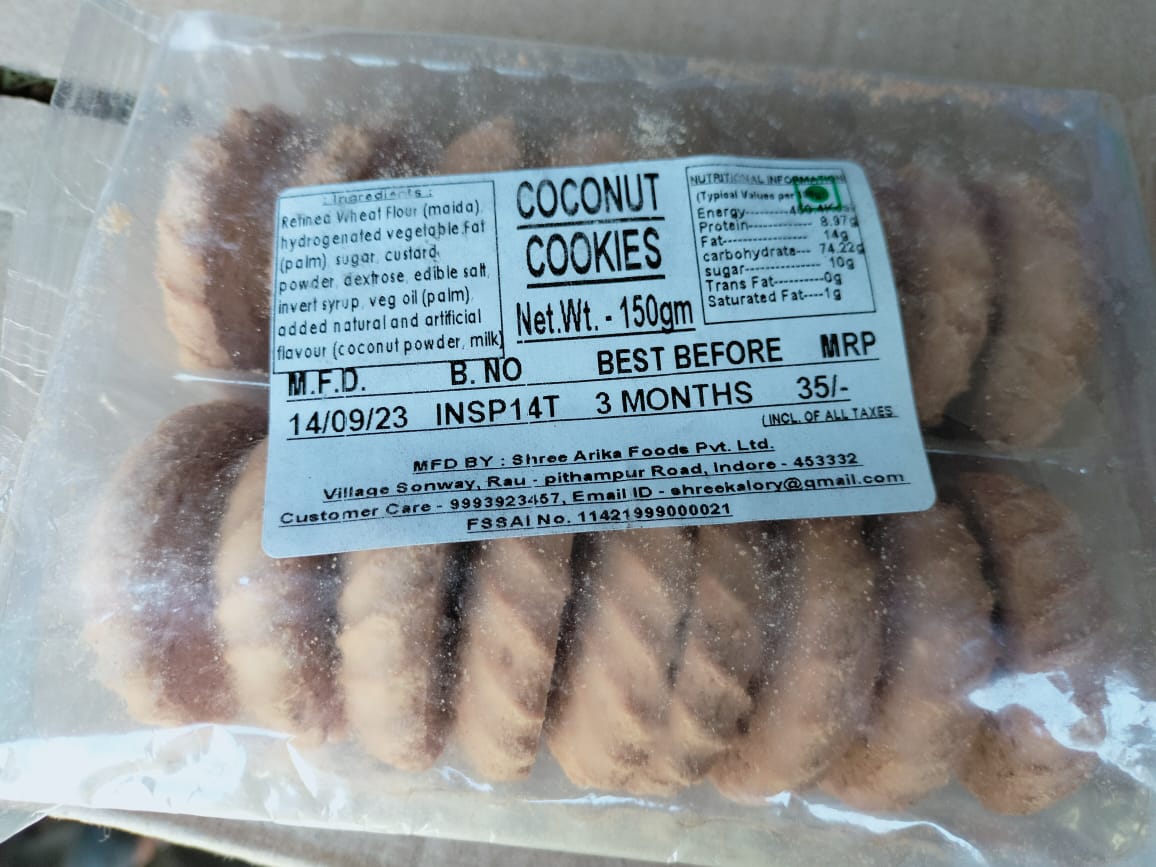 : Ingredients :
Refined Wheat Flour (maida),
hydrogenated vegetable Fat
(palm), sugar, custard
powder, dextrose, edible salt,
invert syrup, veg oil (palm),
added natural and artificial
flavour (coconut powder, milk)
COCONUT
COOKIES
Net.Wt. - 150gm
NUTRITIONAL INFORMATION
(Typical Values per
Energy-------
Protein------------- 8.97g
Fat--------------- 14g
carbohydrate--- 74.22g
sugar------------- 10g
Trans Fat----------0g
Saturated Fat----1g
M.F.D. B. NO BEST BEFORE MRP
14/09/23 INSP14T 3 MONTHS 35/-
(INCL. OF ALL TAXES
MFD BY : Shree Arika Foods Pvt. Ltd.
Village Sonway, Rau - pithampur Road, Indore - 453332
Customer Care - 9993923457, Email ID - shreekalory@gmail.com
FSSAI No. 11421999000021